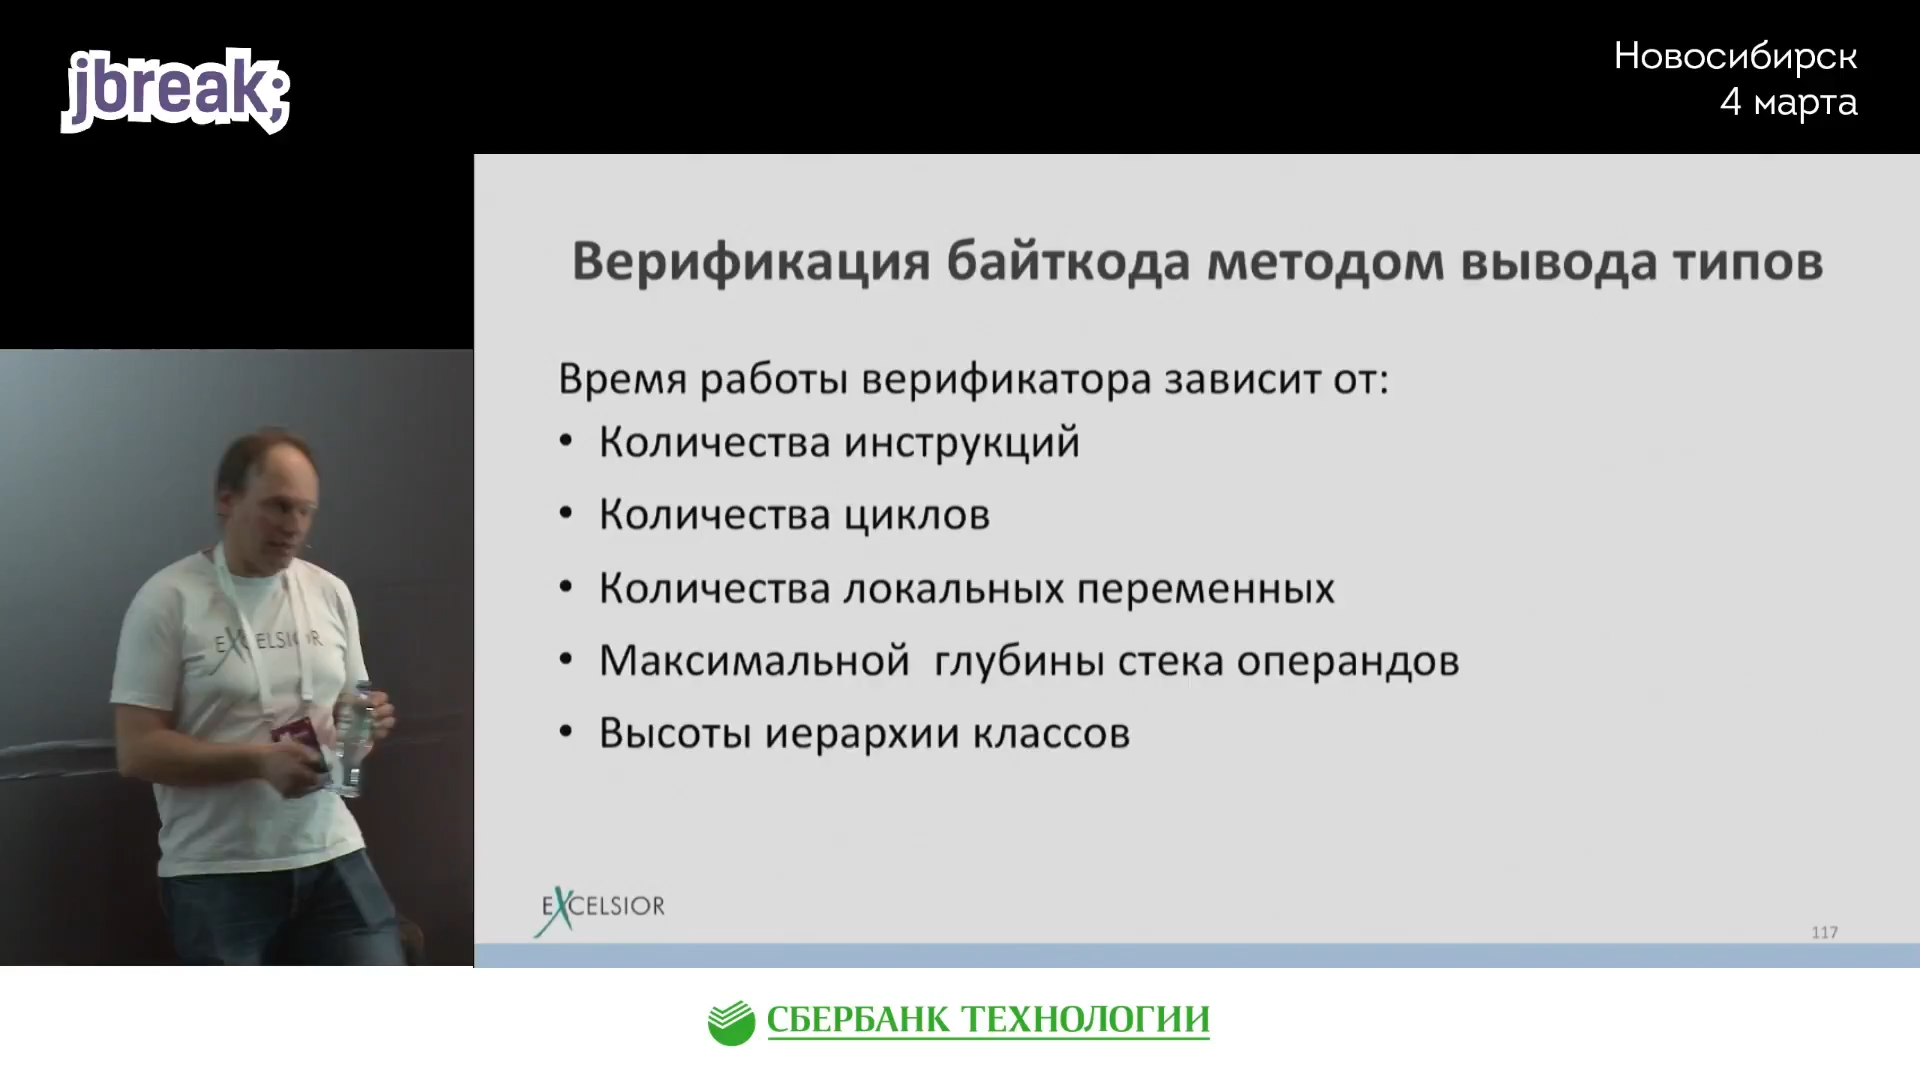 jbreak;
Новосибирск
4 марта
Верификация байткода методом вывода типов
Время работы верификатора зависит от:
• Количества инструкций
• Количества циклов
• Количества локальных переменных
• Максимальной глубины стека операндов
• Высоты иерархии классов
EXCELSIOR
EXCELSIOR
117
СБЕРБАНК ТЕХНОЛОГИИ